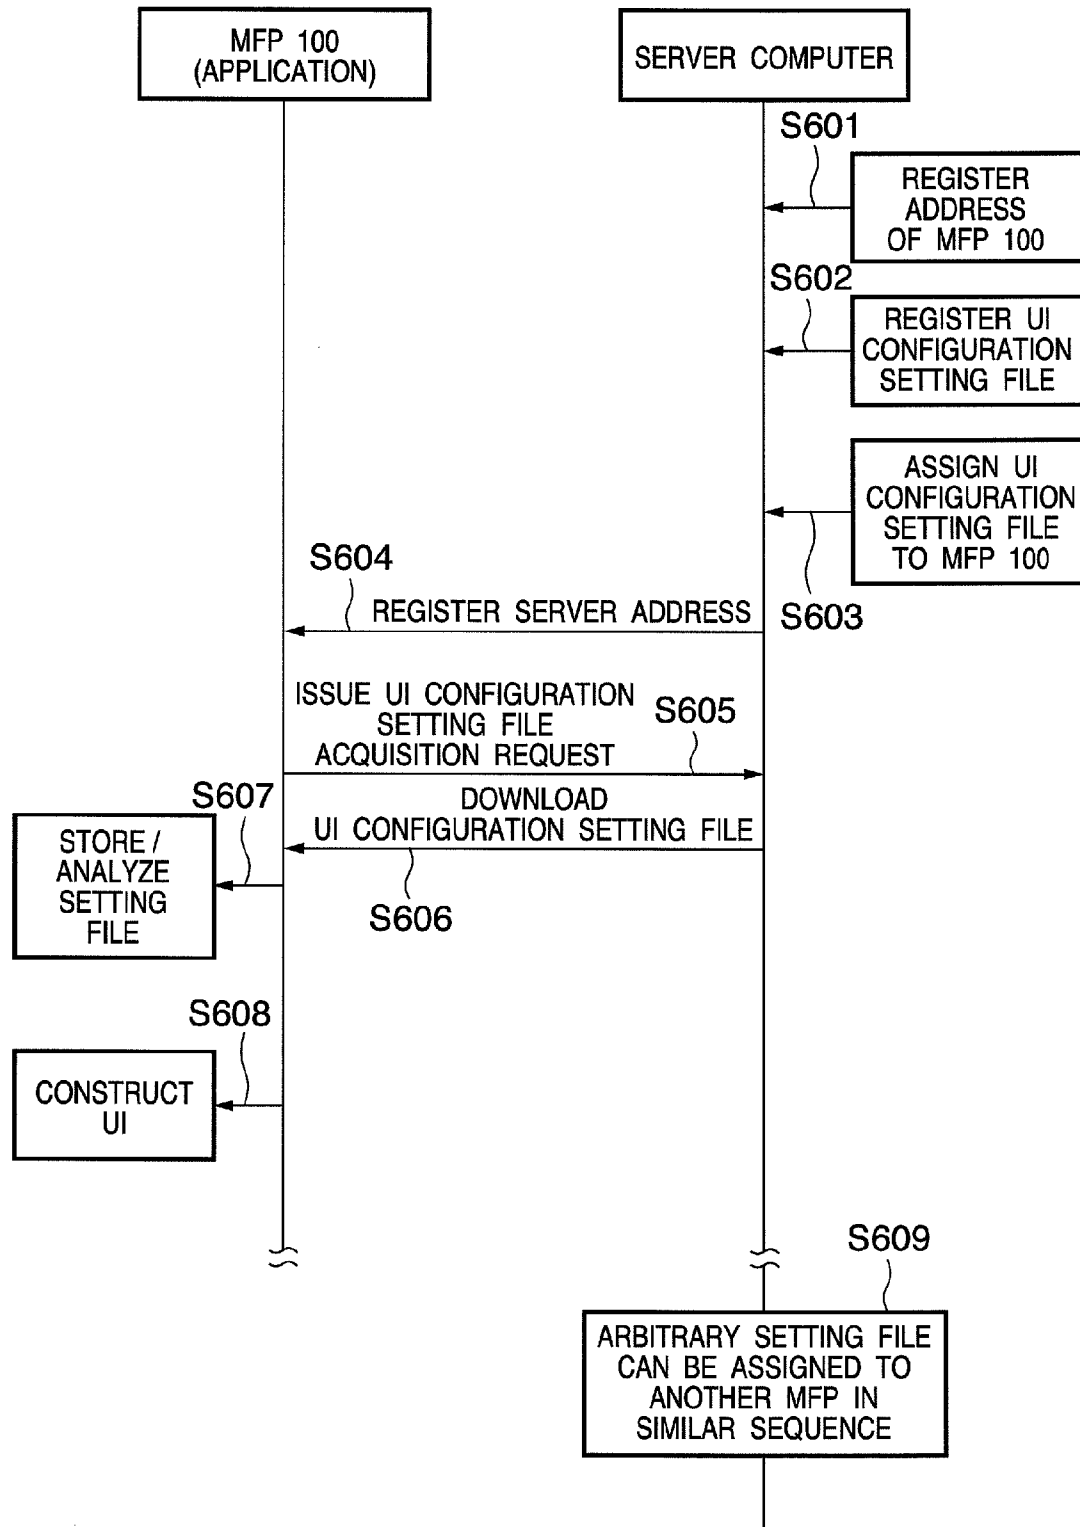 MFP 100
(APPLICATION)
SERVER COMPUTER
S601
REGISTER
ADDRESS
OF MFP 100
S602
REGISTER UI
CONFIGURATION
SETTING FILE
ASSIGN UI
CONFIGURATION
SETTING FILE
TO MFP 100
S603
S604
REGISTER SERVER ADDRESS
ISSUE UI CONFIGURATION
SETTING FILE
ACQUISITION REQUEST
S605
DOWNLOAD
UI CONFIGURATION SETTING FILE
S606
S607
STORE /
ANALYZE
SETTING
FILE
S608
CONSTRUCT
UI
S609
ARBITRARY SETTING FILE
CAN BE ASSIGNED TO
ANOTHER MFP IN
SIMILAR SEQUENCE